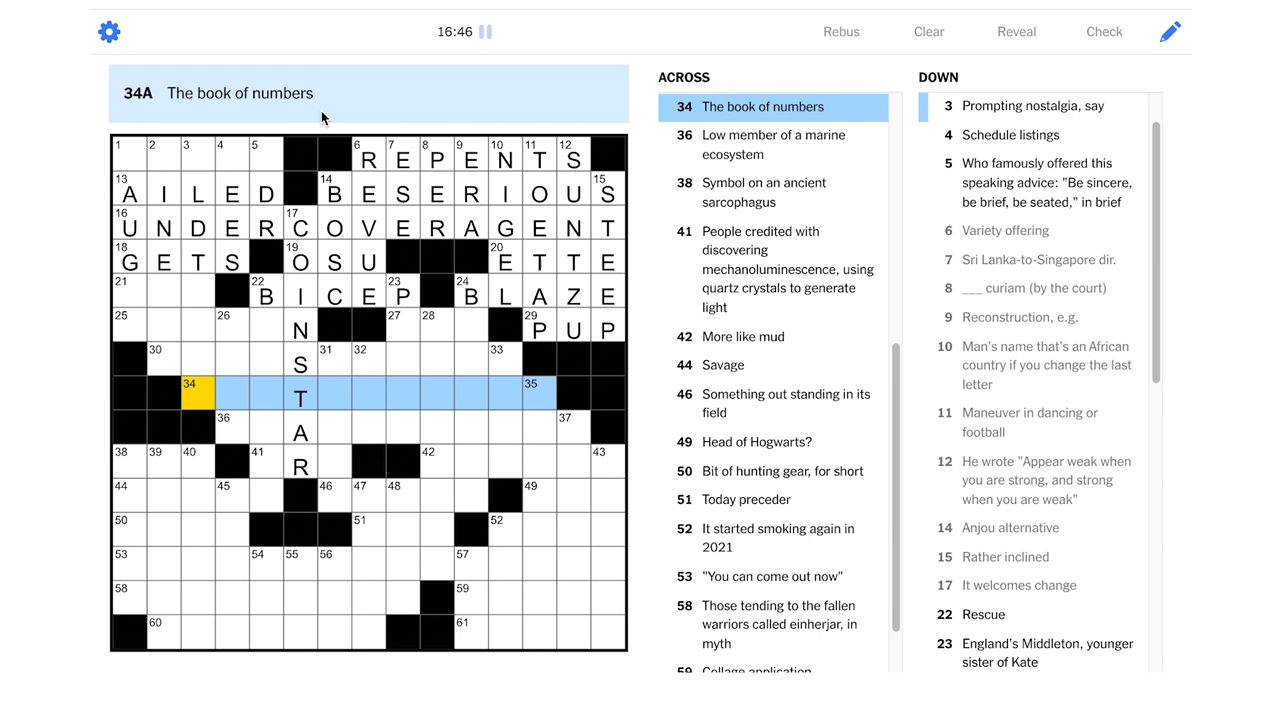 16:46 Rebus Clear Reveal Check
34A The book of numbers
1 2 3 4 5 6 7 8 9 10 11 12
R E P E N T S
13 14 15
A I L E D B E S E R I O U S
16 17
U N D E R C O V E R A G E N T
18 19 20
G E T S O S U E T T E
21 22 23 24
B I C E P B L A Z E
25 26 27 28 29
N P U P
30 31 32 33
S
34 35
T
36 37
A
38 39 40 41 42 43
R
44 45 46 47 48 49
50 51 52
53 54 55 56 57
58 59
60 61
ACROSS
34 The book of numbers
36 Low member of a marine
ecosystem
38 Symbol on an ancient
sarcophagus
41 People credited with
discovering
mechanoluminescence, using
quartz crystals to generate
light
42 More like mud
44 Savage
46 Something out standing in its
field
49 Head of Hogwarts?
50 Bit of hunting gear, for short
51 Today preceder
52 It started smoking again in
2021
53 "You can come out now"
58 Those tending to the fallen
warriors called einherjar, in
myth
59 Collage application
DOWN
3 Prompting nostalgia, say
4 Schedule listings
5 Who famously offered this
speaking advice: "Be sincere,
be brief, be seated," in brief
6 Variety offering
7 Sri Lanka-to-Singapore dir.
8 ___ curiam (by the court)
9 Reconstruction, e.g.
10 Man's name that's an African
country if you change the last
letter
11 Maneuver in dancing or
football
12 He wrote "Appear weak when
you are strong, and strong
when you are weak"
14 Anjou alternative
15 Rather inclined
17 It welcomes change
22 Rescue
23 England's Middleton, younger
sister of Kate